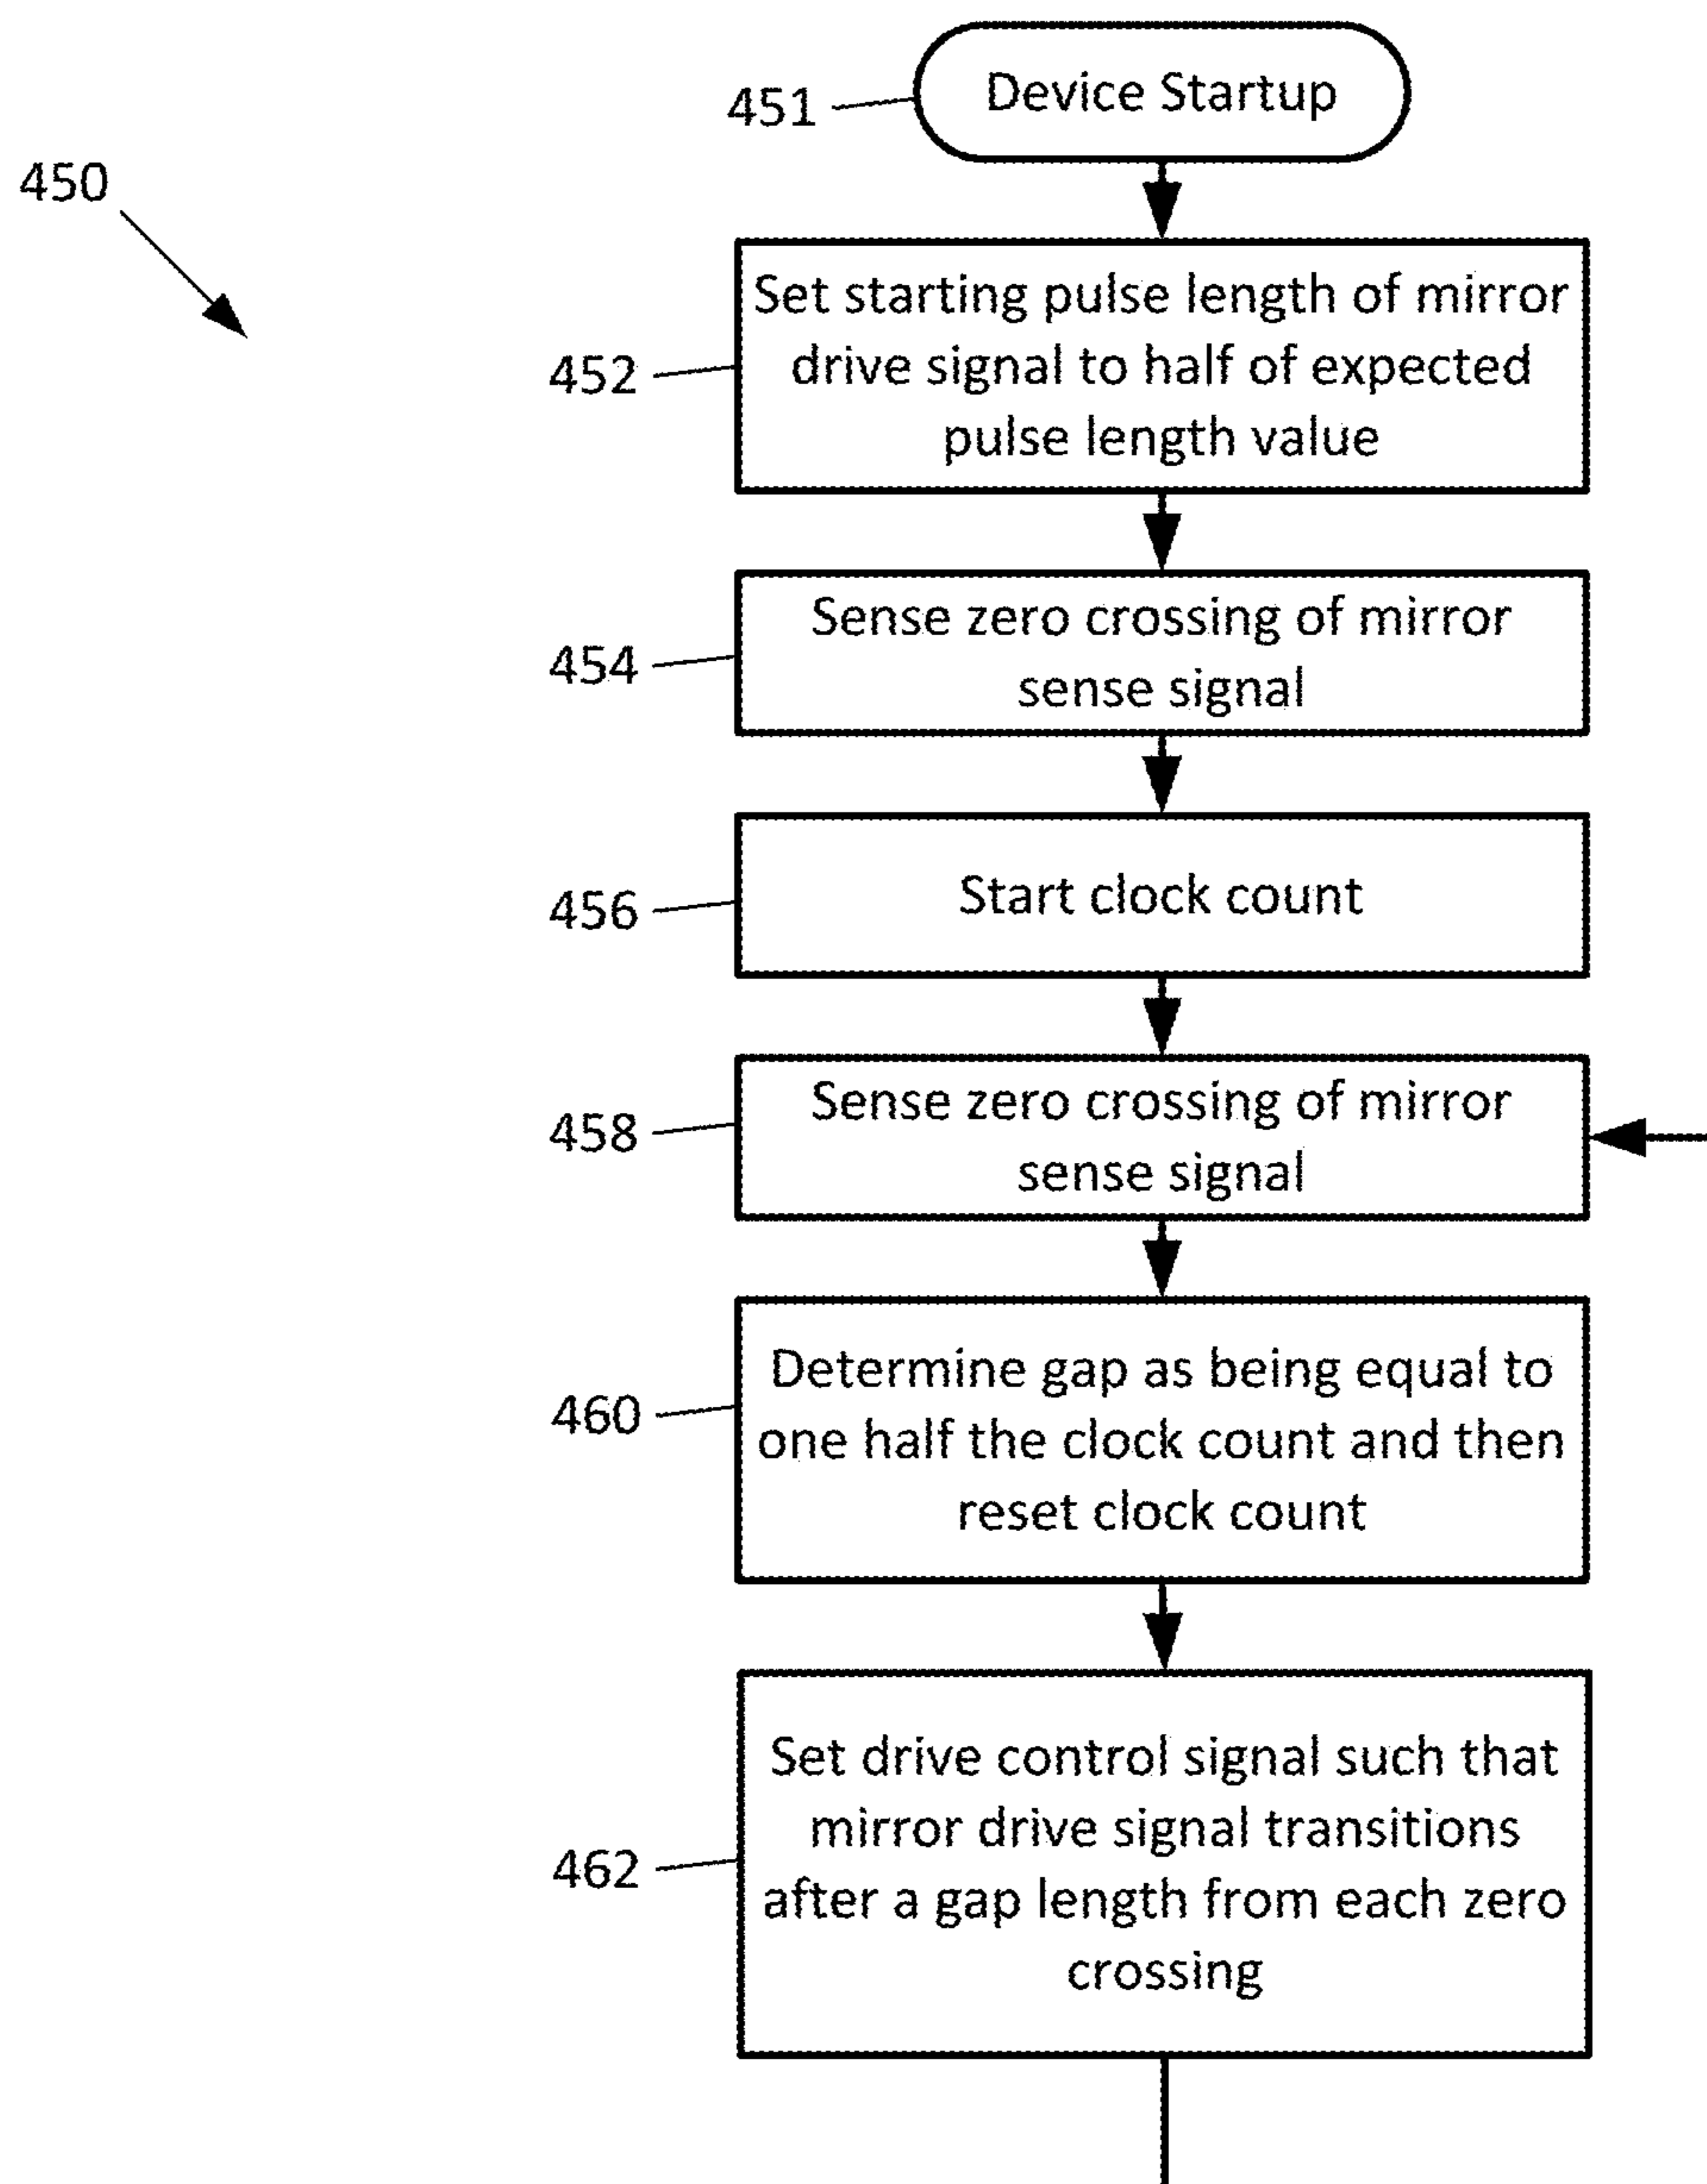 451
Device Startup
450
Set starting pulse length of mirror
452
drive signal to half of expected
pulse length value
Sense zero crossing of mirror
454
sense signal
456
Start clock count
Sense zero crossing of mirror
458
sense signal
Determine gap as being equal to
460
one half the clock count and then
reset clock count
Set drive control signal such that
mirror drive signal transitions
462
after a gap length from each zero
crossing